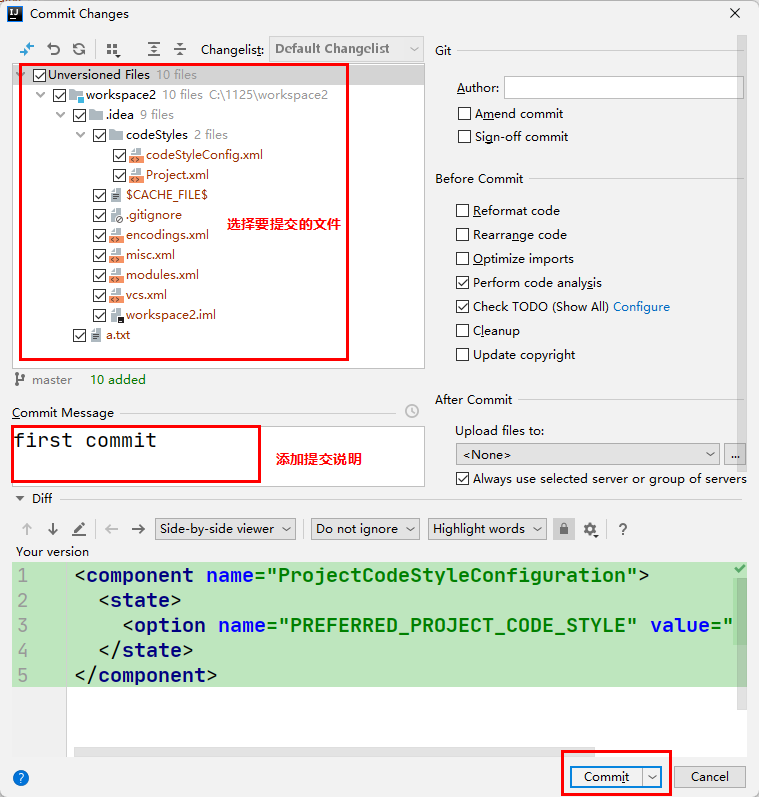 Commit Changes
Changelist: Default Changelist
Unversioned Files 10 files
workspace2 10 files C:\1125\workspace2
.idea 9 files
codeStyles 2 files
codeStyleConfig.xml
Project.xml
$CACHE_FILE$
.gitignore
选择要提交的文件
encodings.xml
misc.xml
modules.xml
vcs.xml
workspace2.iml
a.txt
master 10 added
Commit Message
first commit
添加提交说明
Git
Author:
Amend commit
Sign-off commit
Before Commit
Reformat code
Rearrange code
Optimize imports
Perform code analysis
Check TODO (Show All) Configure
Cleanup
Update copyright
After Commit
Upload files to:
<None>
...
Always use selected server or group of servers
Diff
Side-by-side viewer Do not ignore Highlight words ?
Your version
1 <component name="ProjectCodeStyleConfiguration">
2 <state>
3 <option name="PREFERRED_PROJECT_CODE_STYLE" value="
4 </state>
5 </component>
? Commit Cancel